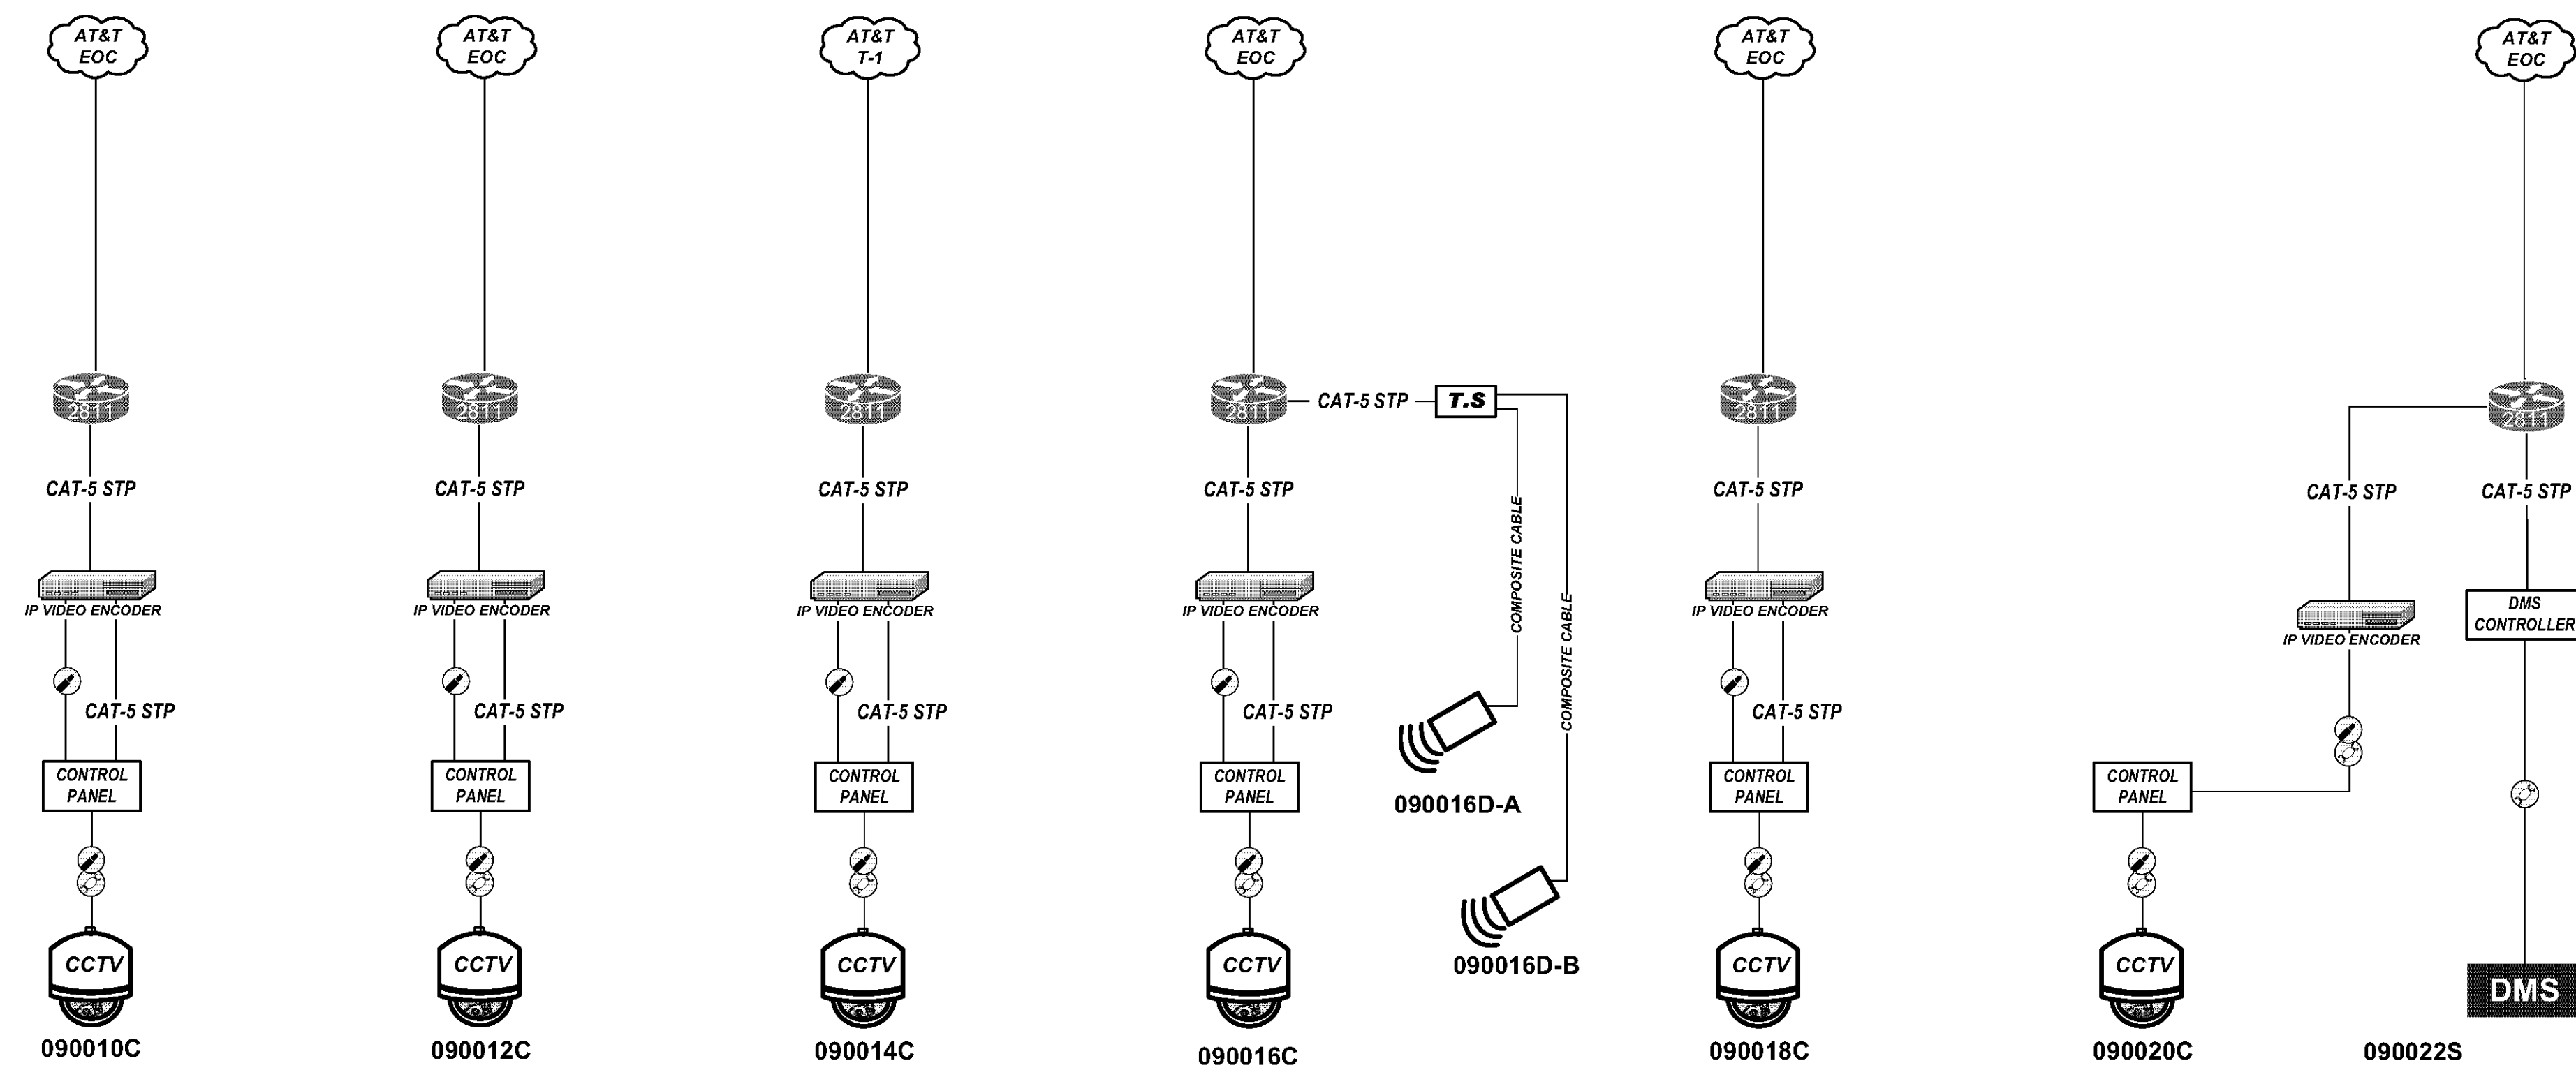 AT&T
EOC
AT&T
EOC
AT&T
T-1
AT&T
EOC
AT&T
EOC
AT&T
EOC
2811
2811
2811
2811
CAT-5 STP
T.S
2811
2811
CAT-5 STP
CAT-5 STP
CAT-5 STP
CAT-5 STP
CAT-5 STP
CAT-5 STP
CAT-5 STP
COMPOSITE CABLE
COMPOSITE CABLE
IP VIDEO ENCODER
IP VIDEO ENCODER
IP VIDEO ENCODER
IP VIDEO ENCODER
IP VIDEO ENCODER
IP VIDEO ENCODER
DMS
CONTROLLER
CAT-5 STP
CAT-5 STP
CAT-5 STP
CAT-5 STP
CAT-5 STP
CONTROL
PANEL
CONTROL
PANEL
CONTROL
PANEL
CONTROL
PANEL
090016D-A
CONTROL
PANEL
CONTROL
PANEL
CCTV
CCTV
CCTV
CCTV
090016D-B
CCTV
CCTV
DMS
090010C
090012C
090014C
090016C
090018C
090020C
090022S